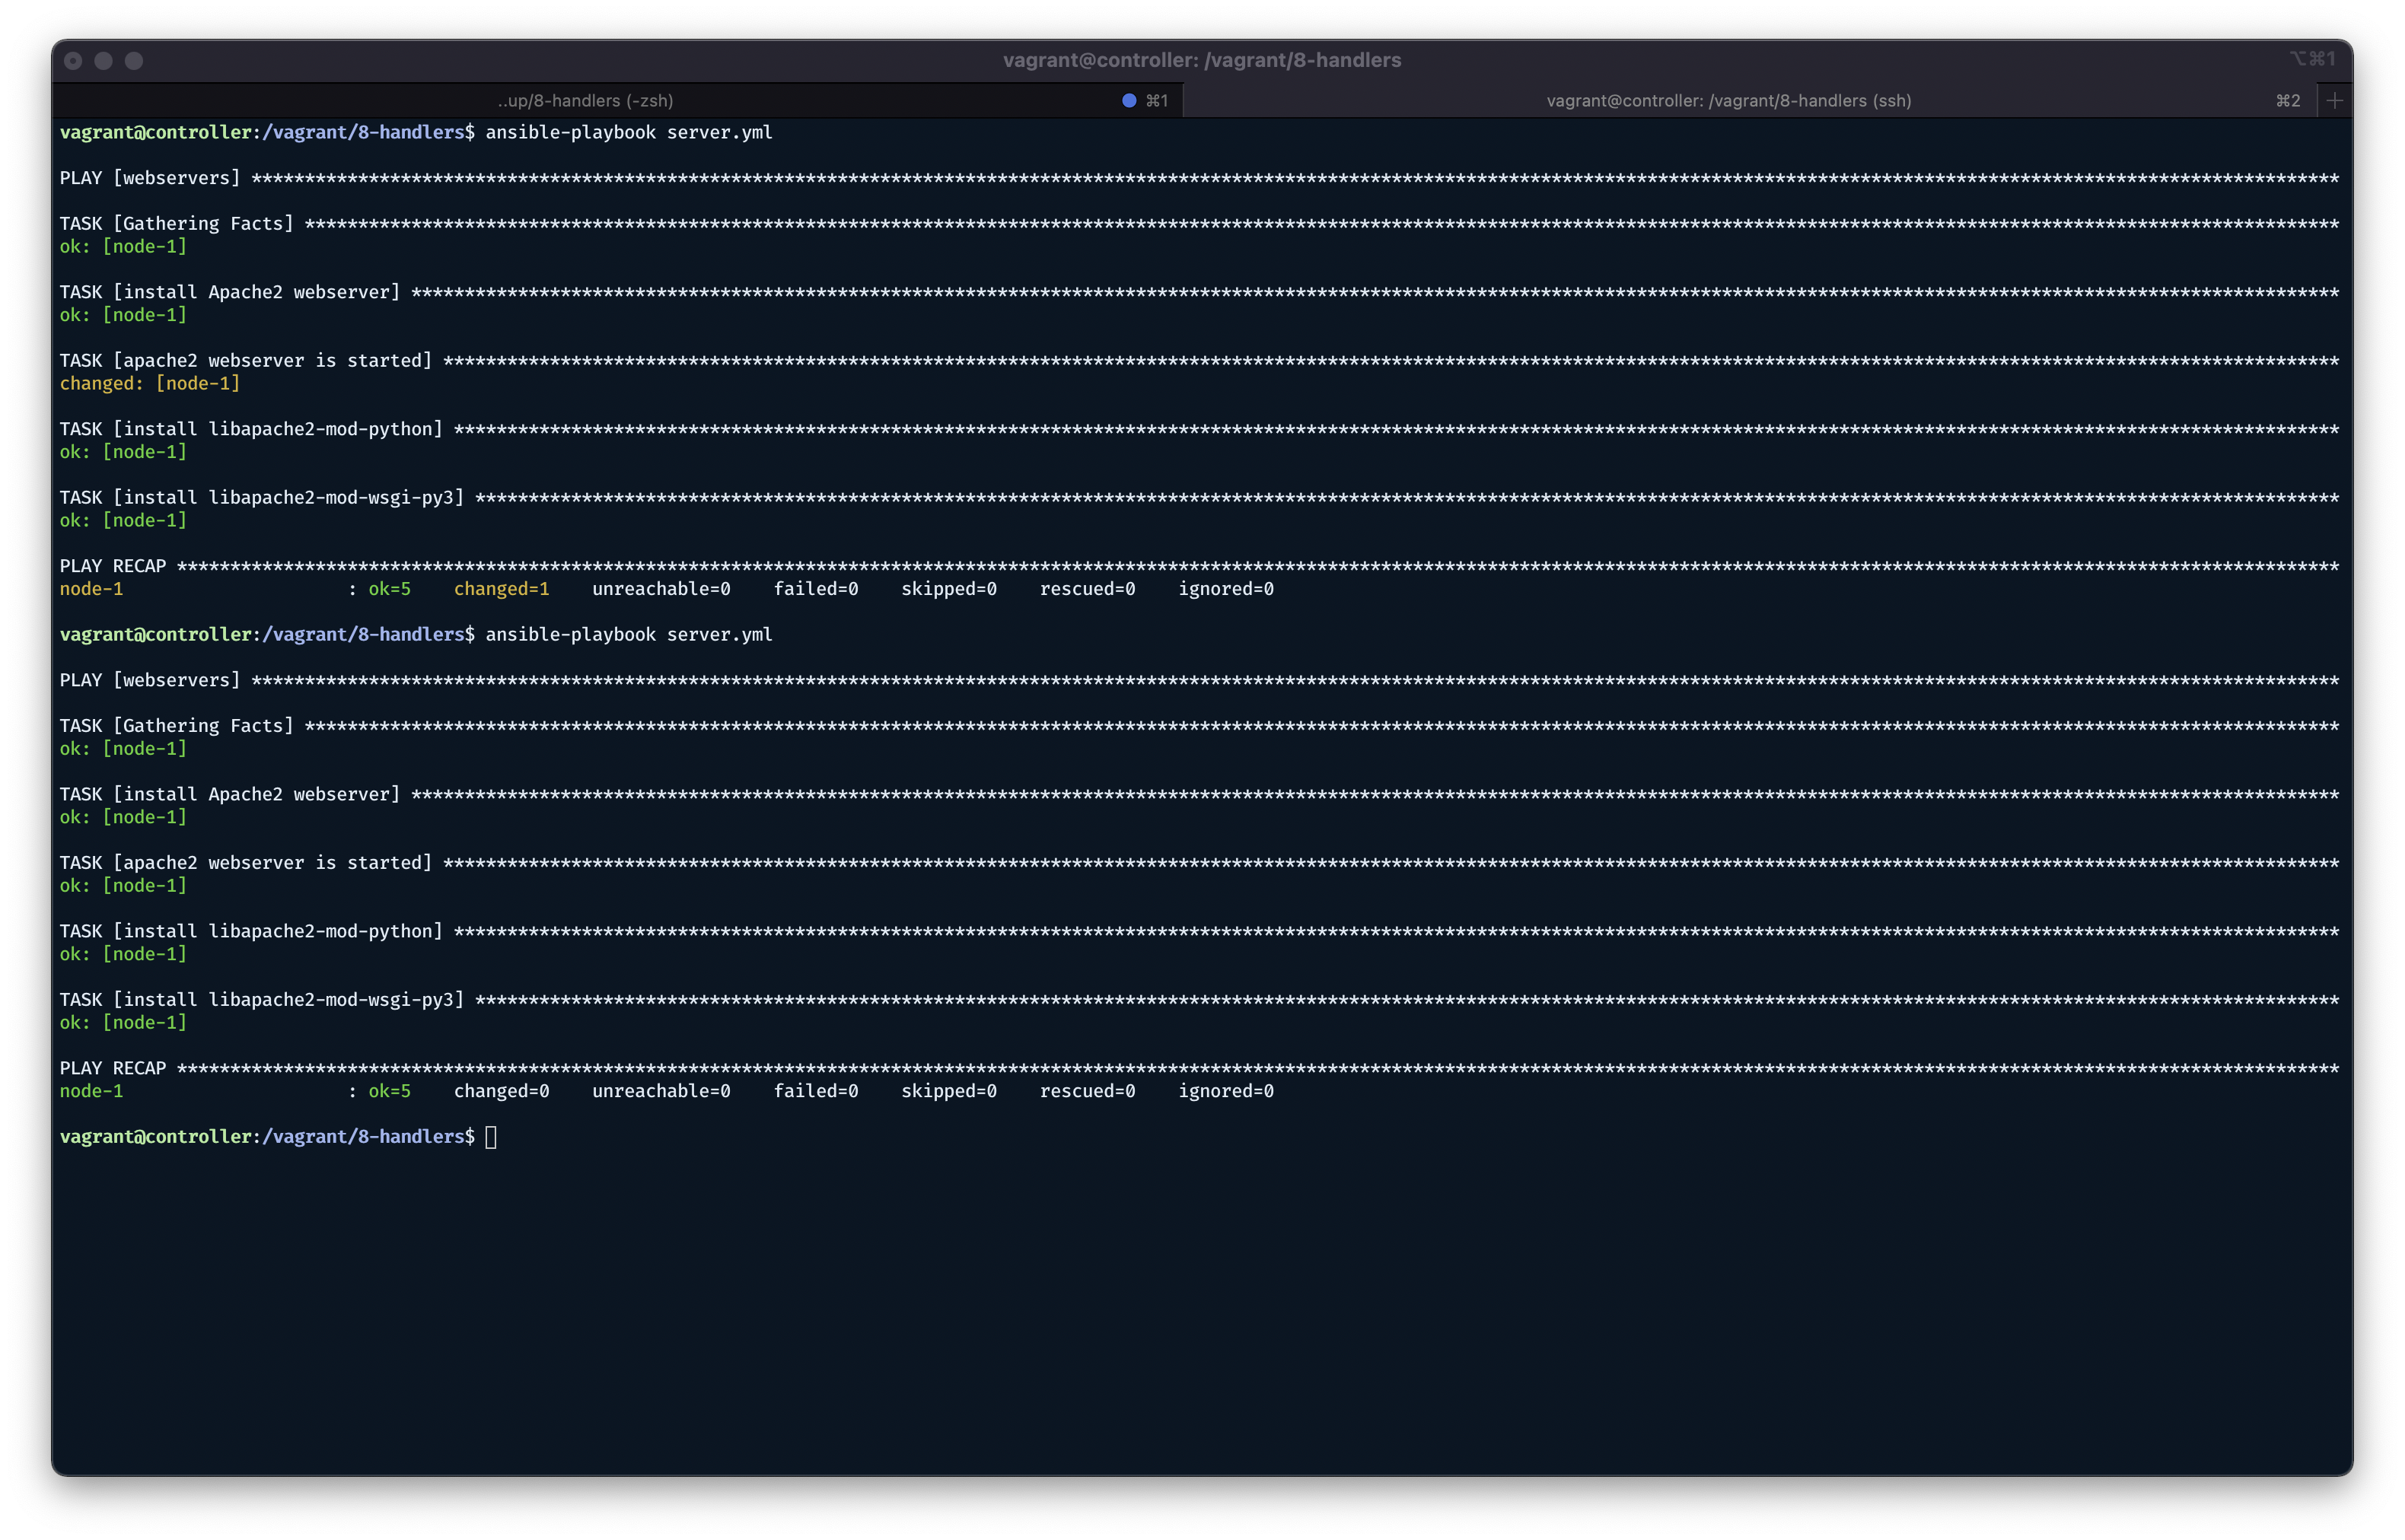 vagrant@controller: /vagrant/8-handlers
⌥⌘1
..up/8-handlers (-zsh)
⌘1
vagrant@controller: /vagrant/8-handlers (ssh)
⌘2
vagrant@controller:/vagrant/8-handlers$ ansible-playbook server.yml
PLAY [webservers] ****************************************************************************************************
TASK [Gathering Facts] ****************************************************************************************************
ok: [node-1]
TASK [install Apache2 webserver] ****************************************************************************************************
ok: [node-1]
TASK [apache2 webserver is started] ****************************************************************************************************
changed: [node-1]
TASK [install libapache2-mod-python] ****************************************************************************************************
ok: [node-1]
TASK [install libapache2-mod-wsgi-py3] ****************************************************************************************************
ok: [node-1]
PLAY RECAP ****************************************************************************************************
node-1                     : ok=5    changed=1    unreachable=0    failed=0    skipped=0    rescued=0    ignored=0
vagrant@controller:/vagrant/8-handlers$ ansible-playbook server.yml
PLAY [webservers] ****************************************************************************************************
TASK [Gathering Facts] ****************************************************************************************************
ok: [node-1]
TASK [install Apache2 webserver] ****************************************************************************************************
ok: [node-1]
TASK [apache2 webserver is started] ****************************************************************************************************
ok: [node-1]
TASK [install libapache2-mod-python] ****************************************************************************************************
ok: [node-1]
TASK [install libapache2-mod-wsgi-py3] ****************************************************************************************************
ok: [node-1]
PLAY RECAP ****************************************************************************************************
node-1                     : ok=5    changed=0    unreachable=0    failed=0    skipped=0    rescued=0    ignored=0
vagrant@controller:/vagrant/8-handlers$